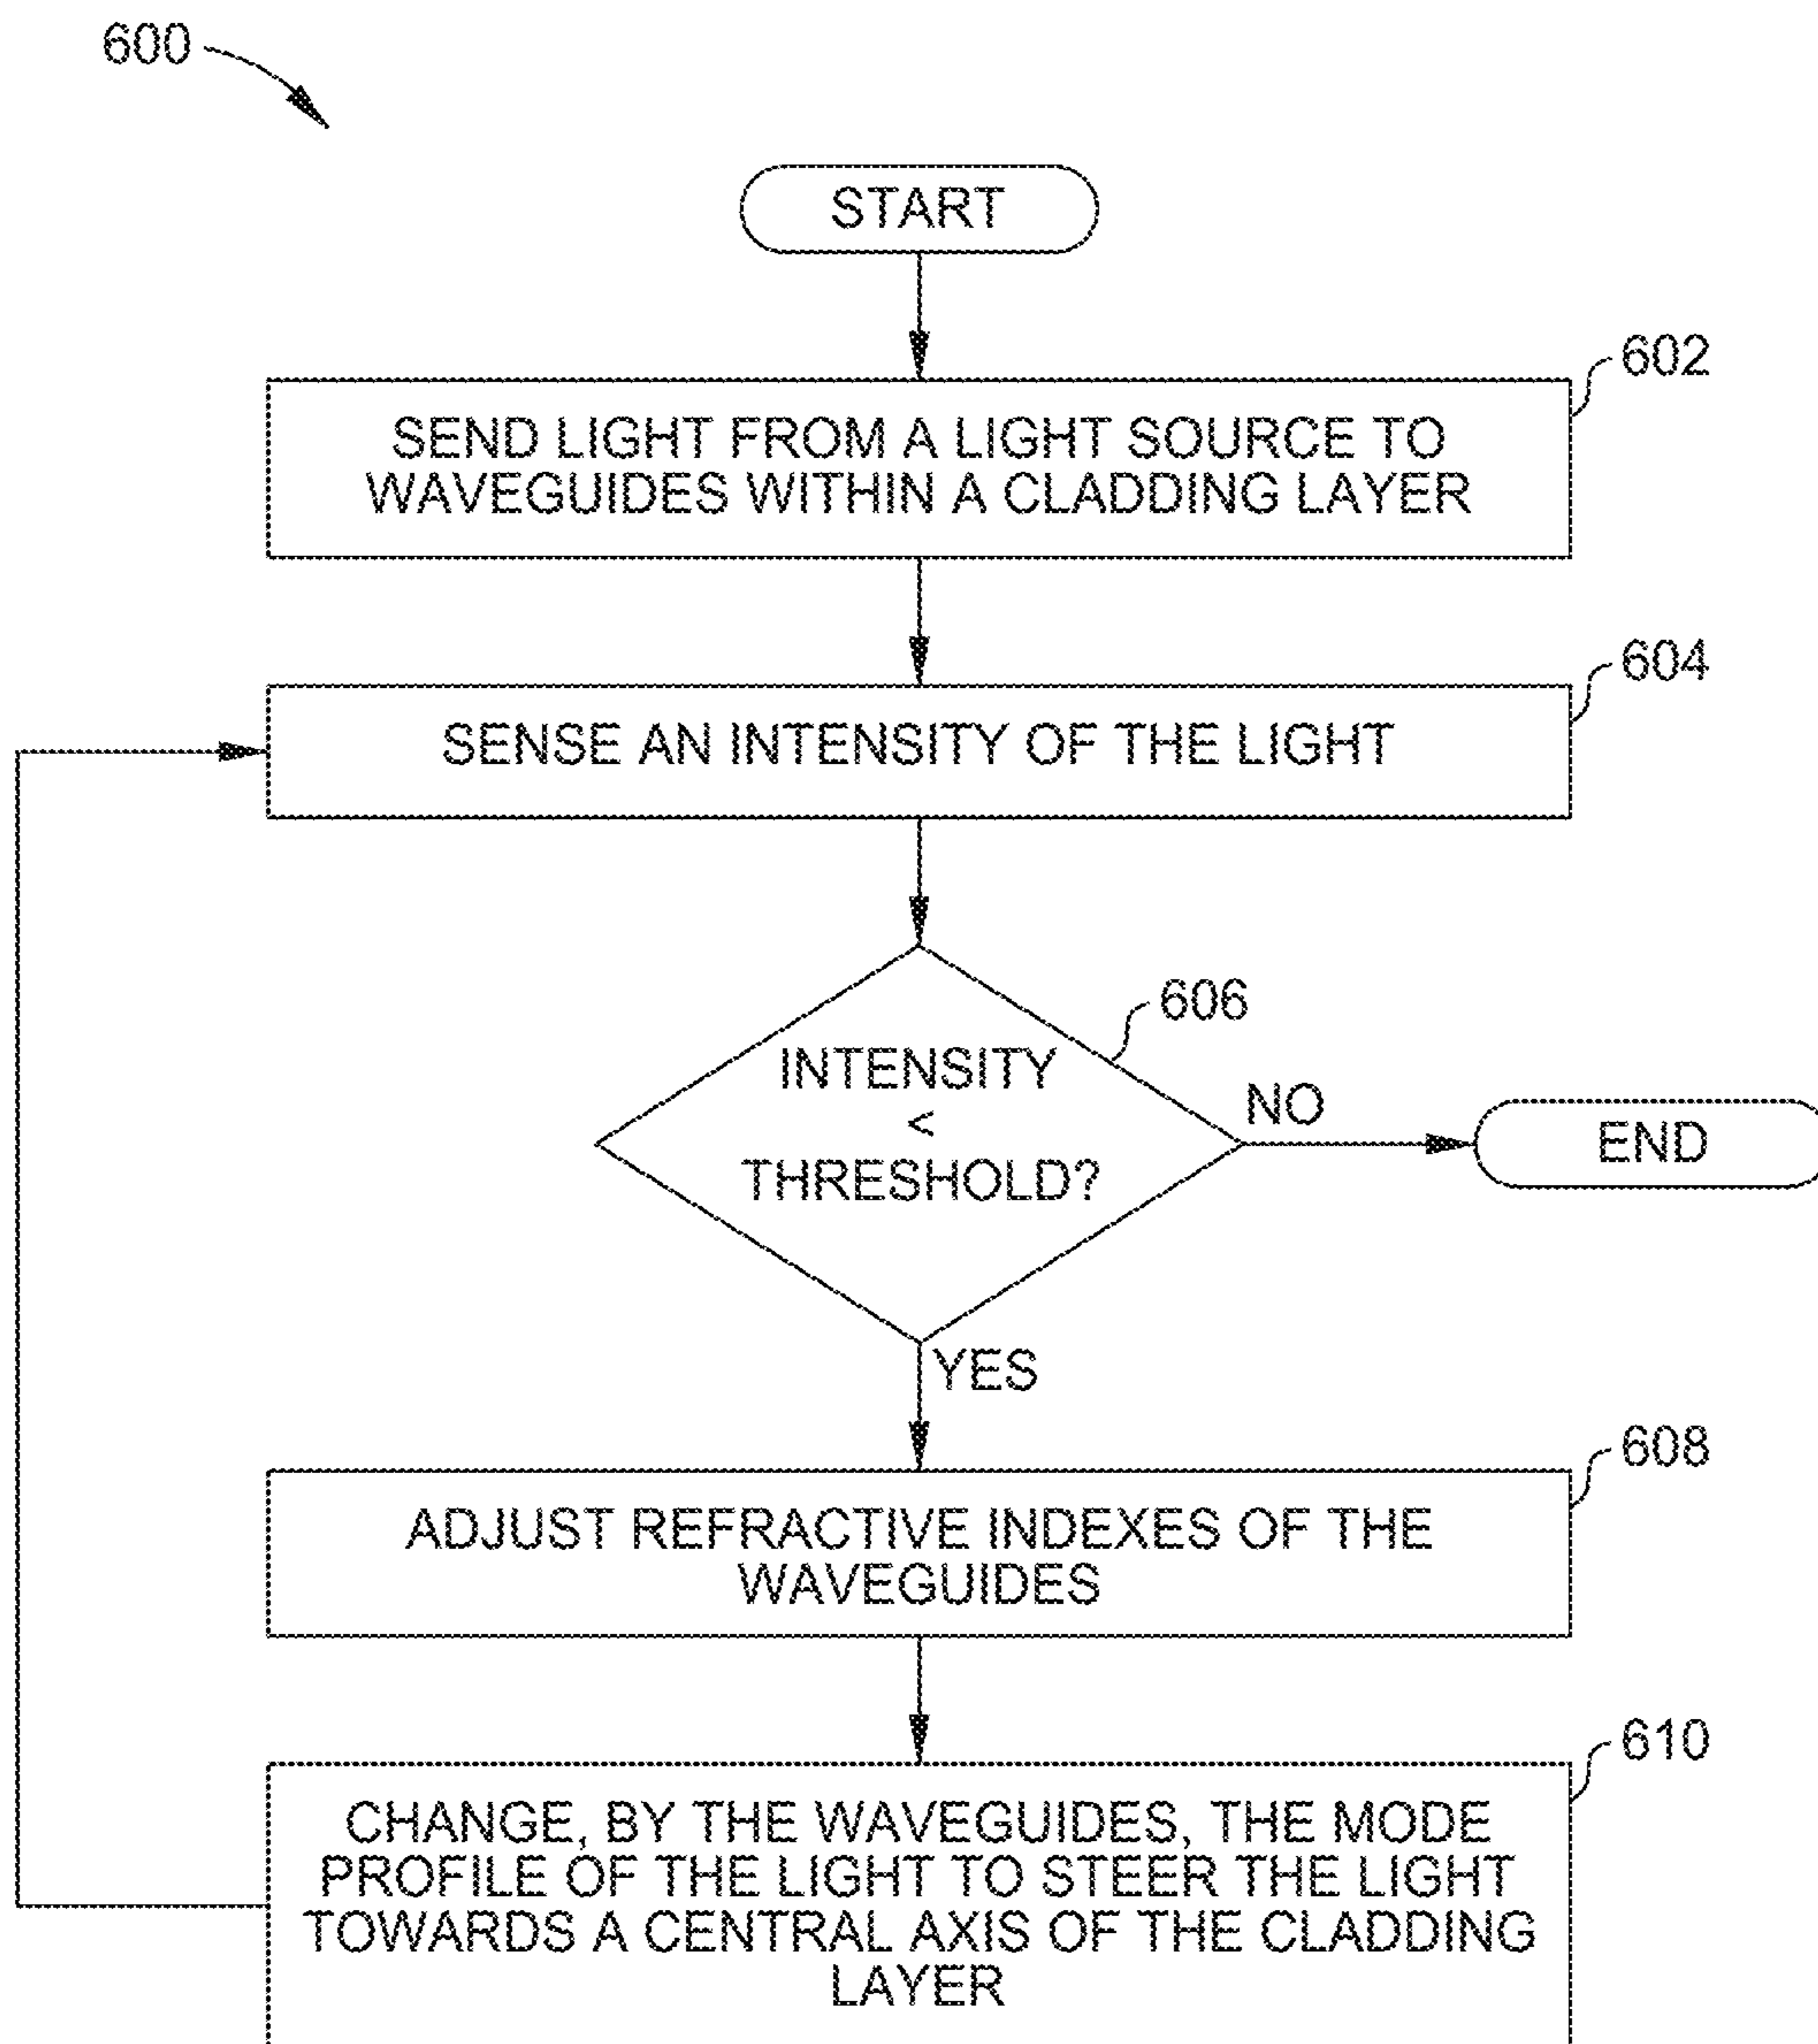 600
START
602
SEND LIGHT FROM A LIGHT SOURCE TO
WAVEGUIDES WITHIN A CLADDING LAYER
604
SENSE AN INTENSITY OF THE LIGHT
606
INTENSITY
<
THRESHOLD?
NO
END
YES
608
ADJUST REFRACTIVE INDEXES OF THE
WAVEGUIDES
610
CHANGE, BY THE WAVEGUIDES, THE MODE
PROFILE OF THE LIGHT TO STEER THE LIGHT
TOWARDS A CENTRAL AXIS OF THE CLADDING
LAYER